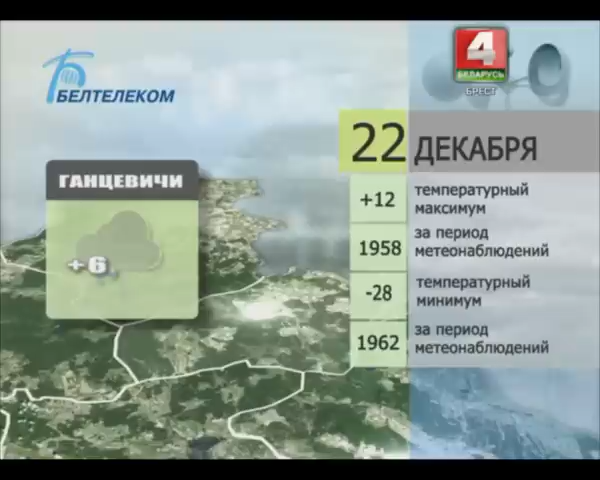 БЕЛТЕЛЕКОМ
4
БЕЛАРУСЬ
БРЕСТ
22 ДЕКАБРЯ
ГАНЦЕВИЧИ
+6
+12 температурный максимум
1958 за период метеонаблюдений
-28 температурный минимум
1962 за период метеонаблюдений